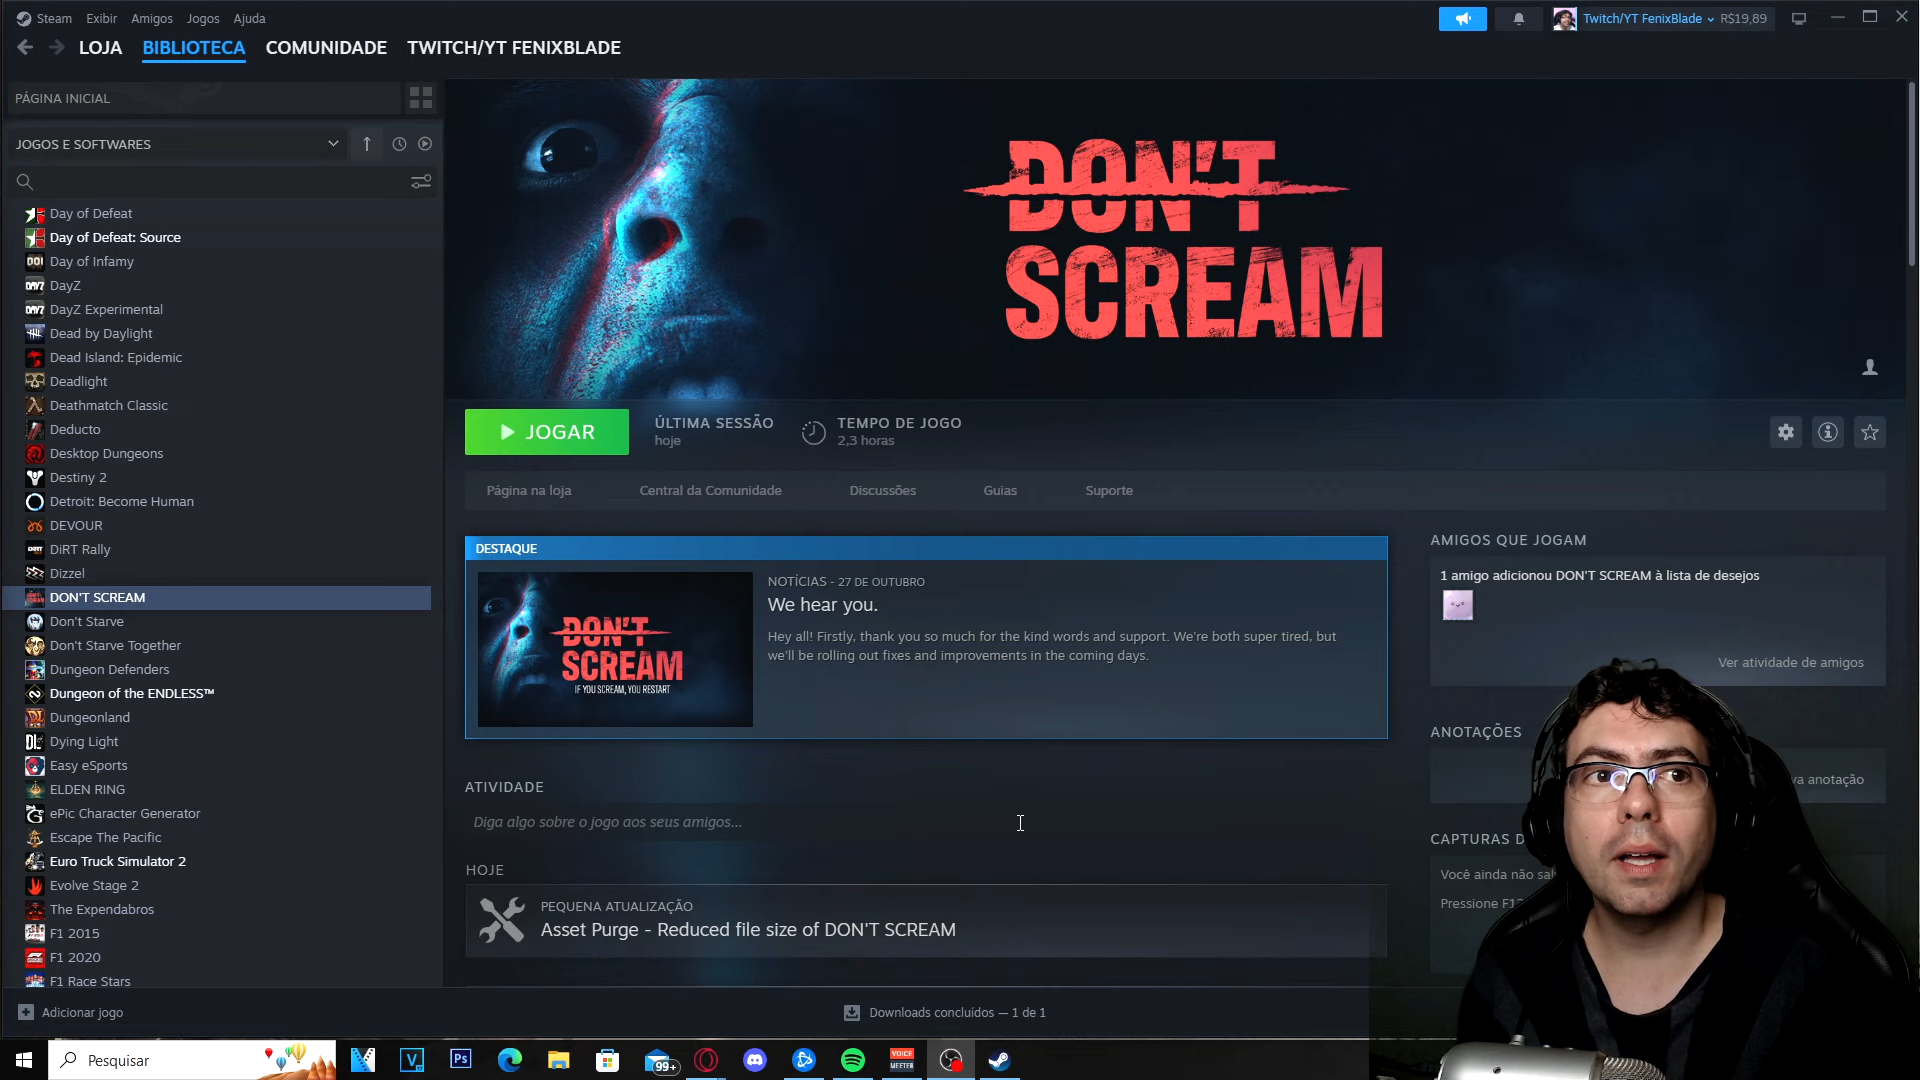 Steam Exibir Amigos Jogos Ajuda
Twitch/YT FenixBlade R$19,89
LOJA BIBLIOTECA COMUNIDADE TWITCH/YT FENIXBLADE
PÁGINA INICIAL
JOGOS E SOFTWARES
Day of Defeat
Day of Defeat: Source
Day of Infamy
DayZ
DayZ Experimental
Dead by Daylight
Dead Island: Epidemic
Deadlight
Deathmatch Classic
Deducto
Desktop Dungeons
Destiny 2
Detroit: Become Human
DEVOUR
DiRT Rally
Dizzel
DON'T SCREAM
Don't Starve
Don't Starve Together
Dungeon Defenders
Dungeon of the ENDLESS™
Dungeonland
Dying Light
Easy eSports
ELDEN RING
ePic Character Generator
Escape The Pacific
Euro Truck Simulator 2
Evolve Stage 2
The Expendabros
F1 2015
F1 2020
F1 Race Stars
Adicionar jogo
DON'T
SCREAM
JOGAR
ÚLTIMA SESSÃO
hoje
TEMPO DE JOGO
2,3 horas
Página na loja Central da Comunidade Discussões Guias Suporte
DESTAQUE
DON'T
SCREAM
IF YOU SCREAM, YOU RESTART
NOTÍCIAS - 27 DE OUTUBRO
We hear you.
Hey all! Firstly, thank you so much for the kind words and support. We're both super tired, but
we'll be rolling out fixes and improvements in the coming days.
ATIVIDADE
Diga algo sobre o jogo aos seus amigos...
HOJE
PEQUENA ATUALIZAÇÃO
Asset Purge - Reduced file size of DON'T SCREAM
AMIGOS QUE JOGAM
1 amigo adicionou DON'T SCREAM à lista de desejos
Ver atividade de amigos
ANOTAÇÕES
va anotação
CAPTURAS D
Você ainda não sal
Pressione F12
Downloads concluídos — 1 de 1
Pesquisar
Ps
99+
VOICE
MEETER